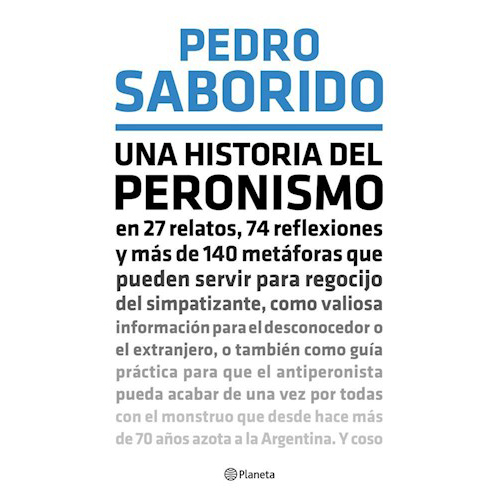 PEDRO
SABORIDO
UNA HISTORIA DEL
PERONISMO
en 27 relatos, 74 reflexiones
y más de 140 metáforas que
pueden servir para regocijo
del simpatizante, como valiosa
información para el desconocedor o
el extranjero, o también como guía
práctica para que el antiperonista
pueda acabar de una vez por todas
con el monstruo que desde hace más
de 70 años azota a la Argentina. Y coso
Planeta